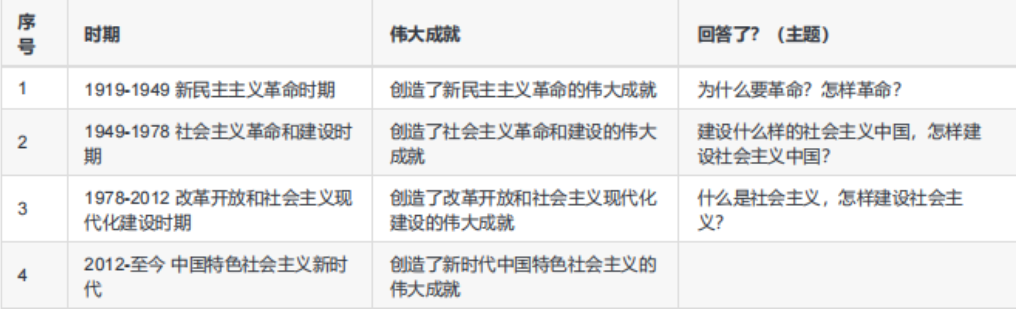 序号 时期 伟大成就 回答了？（主题）
1 1919-1949 新民主主义革命时期 创造了新民主主义革命的伟大成就 为什么要革命？怎样革命？
2 1949-1978 社会主义革命和建设时期 创造了社会主义革命和建设的伟大成就 建设什么样的社会主义中国，怎样建设社会主义中国？
3 1978-2012 改革开放和社会主义现代化建设时期 创造了改革开放和社会主义现代化建设的伟大成就 什么是社会主义，怎样建设社会主义？
4 2012-至今 中国特色社会主义新时代 创造了新时代中国特色社会主义的伟大成就